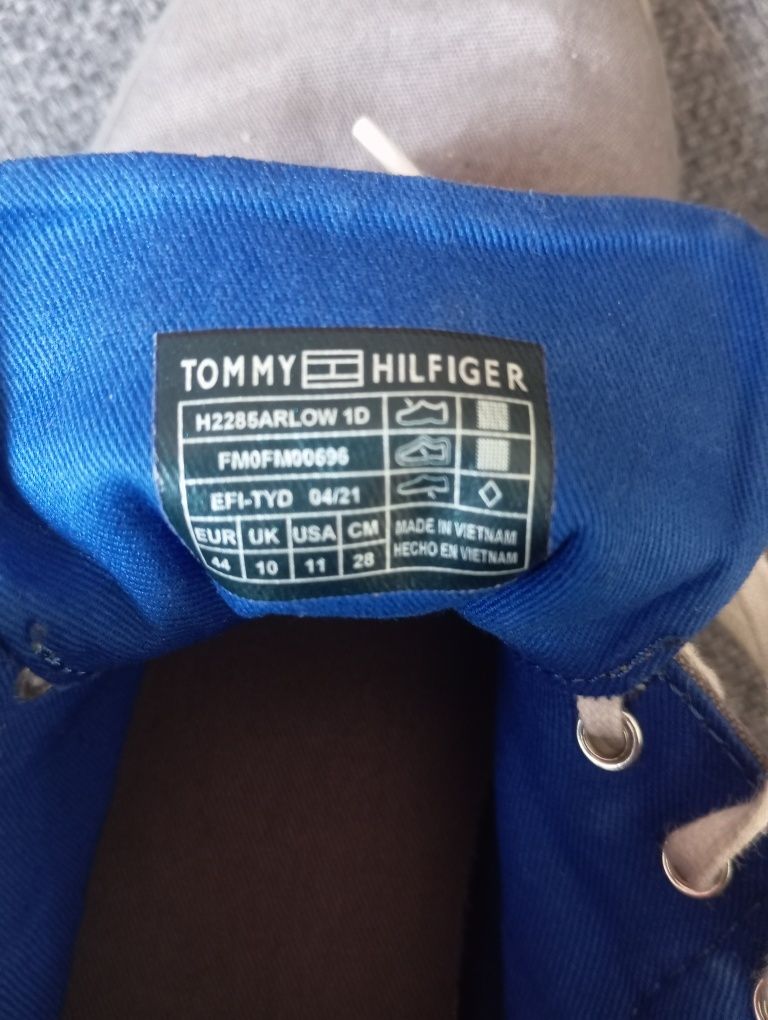 TOMMY HILFIGER
H2285ARLOW 1D
FM0FM00696
EFI-TYD 04/21
EUR UK USA CM
44 10 11 28
MADE IN VIETNAM
HECHO EN VIETNAM